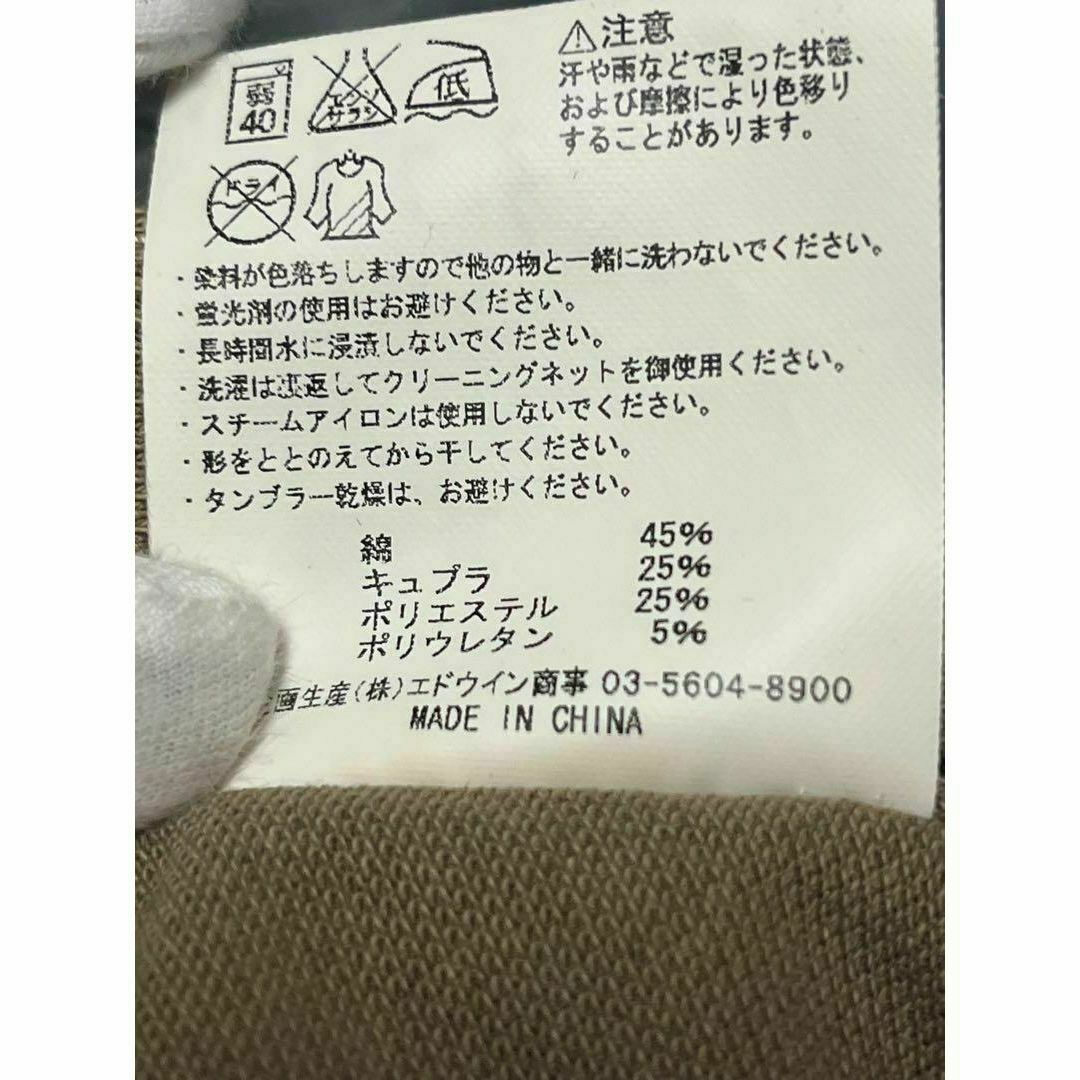 弱
40
エンソ
サラシ
低
ドライ
⚠注意
汗や雨などで湿った状態、
および摩擦により色移り
することがあります。
・染料が色落ちしますので他の物と一緒に洗わないでください。
・蛍光剤の使用はお避けください。
・長時間水に浸漬しないでください。
・洗濯は裏返してクリーニングネットを御使用ください。
・スチームアイロンは使用しないでください。
・形をととのえてから干してください。
・タンブラー乾燥は、お避けください。
綿 45%
キュプラ 25%
ポリエステル 25%
ポリウレタン 5%
画生産(株)エドウイン商事 03-5604-8900
MADE IN CHINA